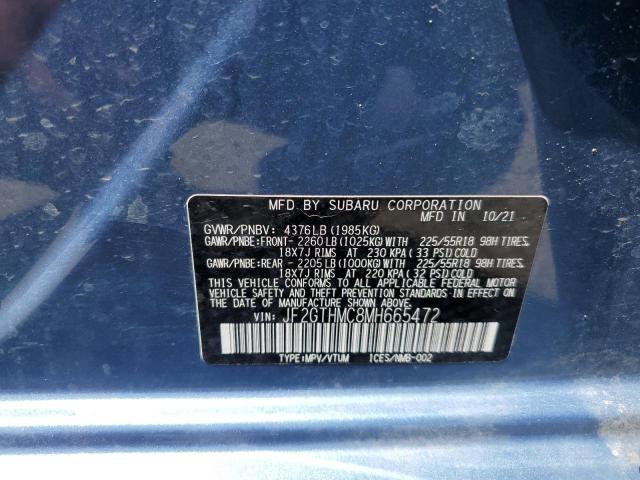 MFD BY SUBARU CORPORATION
MFD IN 10/21
GVWR/PNBV: 4376LB(1985KG)
GAWR/PNBE:FRONT- 2260LB(1025KG)WITH 225/55R18 98H TIRES,
18X7J RIMS AT 230 KPA( 33 PSI)COLD
GAWR/PNBE:REAR - 2205LB(1000KG)WITH 225/55R18 98H TIRES,
18X7J RIMS AT 220 KPA( 32 PSI)COLD
THIS VEHICLE CONFORMS TO ALL APPLICABLE FEDERAL MOTOR
VEHICLE SAFETY AND THEFT PREVENTION STANDARDS IN EFFECT ON
THE DATE OF MANUFACTURE SHOWN ABOVE.
VIN: JF2GTHMC8MH665472
TYPE:MPV/VTUM ICES/NMB-002